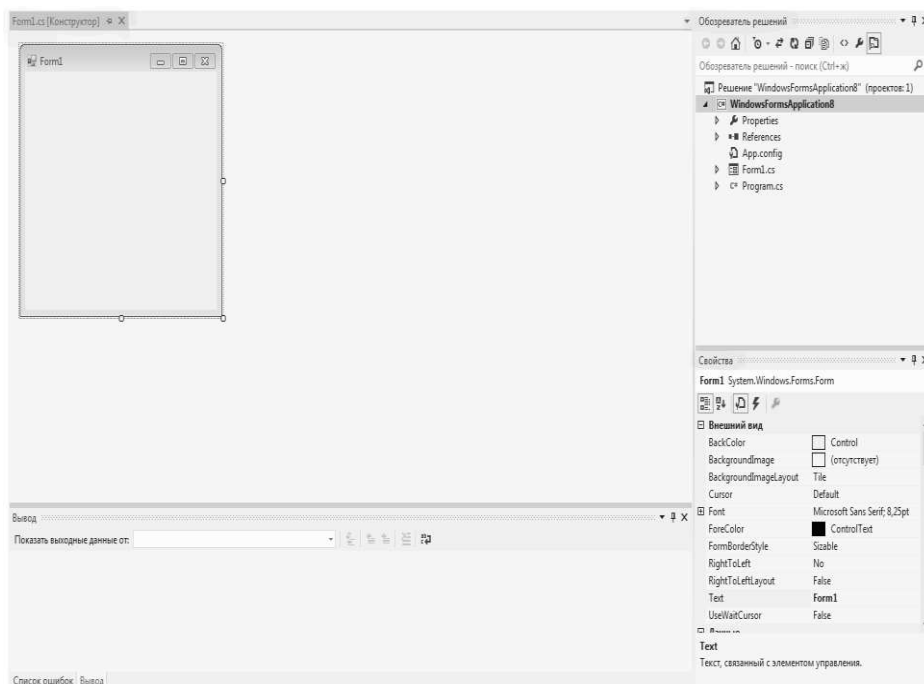 Form1.cs [Конструктор]
Form1
Обозреватель решений
Обозреватель решений - поиск (Ctrl+ж)
Решение "WindowsFormsApplication8" (проектов: 1)
WindowsFormsApplication8
Properties
References
App.config
Form1.cs
C# Program.cs
Свойства
Form1 System.Windows.Forms.Form
Внешний вид
BackColor Control
BackgroundImage (отсутствует)
BackgroundImageLayout Tile
Cursor Default
Font Microsoft Sans Serif; 8,25pt
ForeColor ControlText
FormBorderStyle Sizable
RightToLeft No
RightToLeftLayout False
Text Form1
UseWaitCursor False
Данные
Text
Текст, связанный с элементом управления.
Вывод
Показать выходные данные от:
Список ошибок Вывод